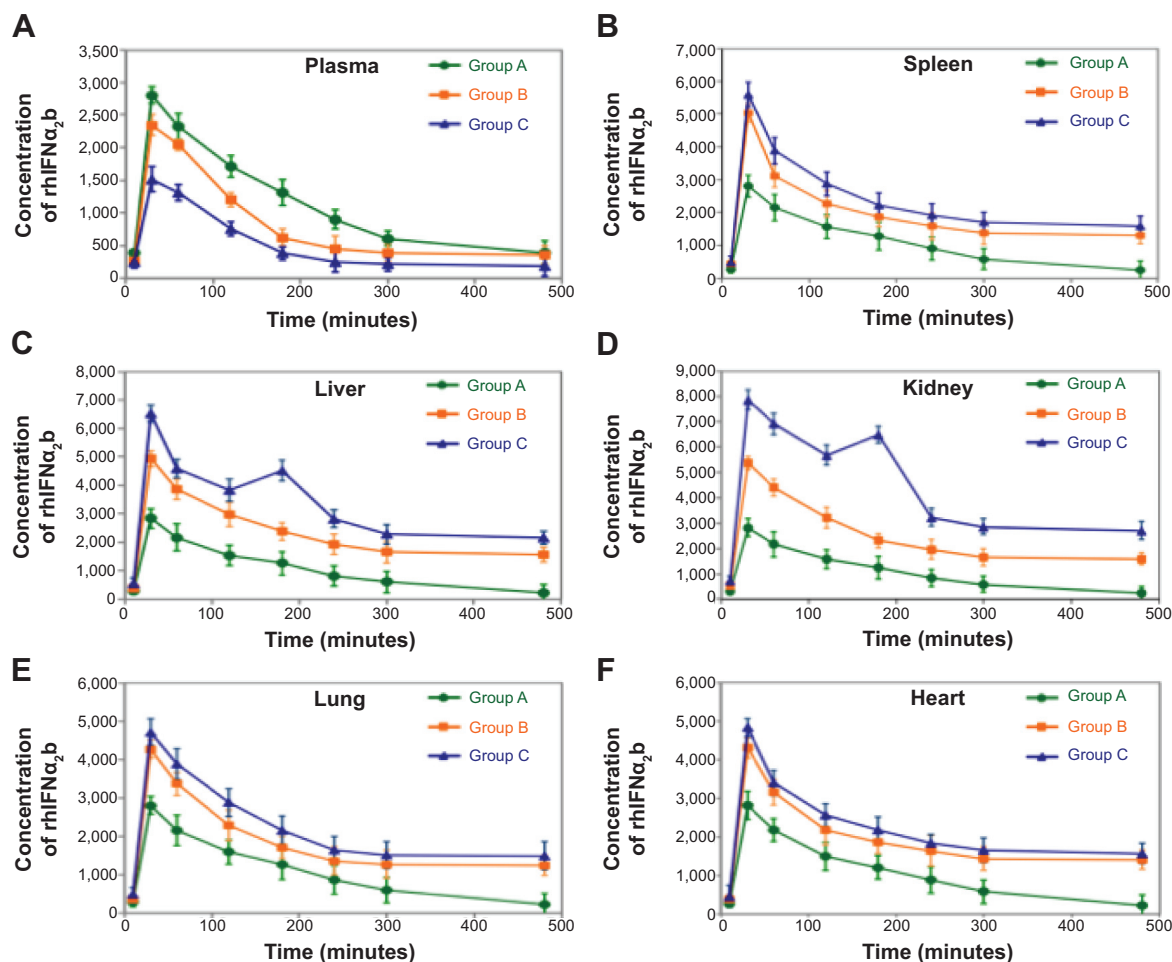 A
Plasma
Group A
Group B
Group C
3,500
3,000
2,500
2,000
1,500
1,000
500
0
Concentration
of rhIFNα₂b
0 100 200 300 400 500
Time (minutes)
B
Spleen
Group A
Group B
Group C
7,000
6,000
5,000
4,000
3,000
2,000
1,000
0
Concentration
of rhIFNα₂b
0 100 200 300 400 500
Time (minutes)
C
Liver
Group A
Group B
Group C
8,000
7,000
6,000
5,000
4,000
3,000
2,000
1,000
0
Concentration
of rhIFNα₂b
0 100 200 300 400 500
Time (minutes)
D
Kidney
Group A
Group B
Group C
9,000
8,000
7,000
6,000
5,000
4,000
3,000
2,000
1,000
0
Concentration
of rhIFNα₂b
0 100 200 300 400 500
Time (minutes)
E
Lung
Group A
Group B
Group C
6,000
5,000
4,000
3,000
2,000
1,000
0
Concentration
of rhIFNα₂b
0 100 200 300 400 500
Time (minutes)
F
Heart
Group A
Group B
Group C
6,000
5,000
4,000
3,000
2,000
1,000
0
Concentration
of rhIFNα₂b
0 100 200 300 400 500
Time (minutes)